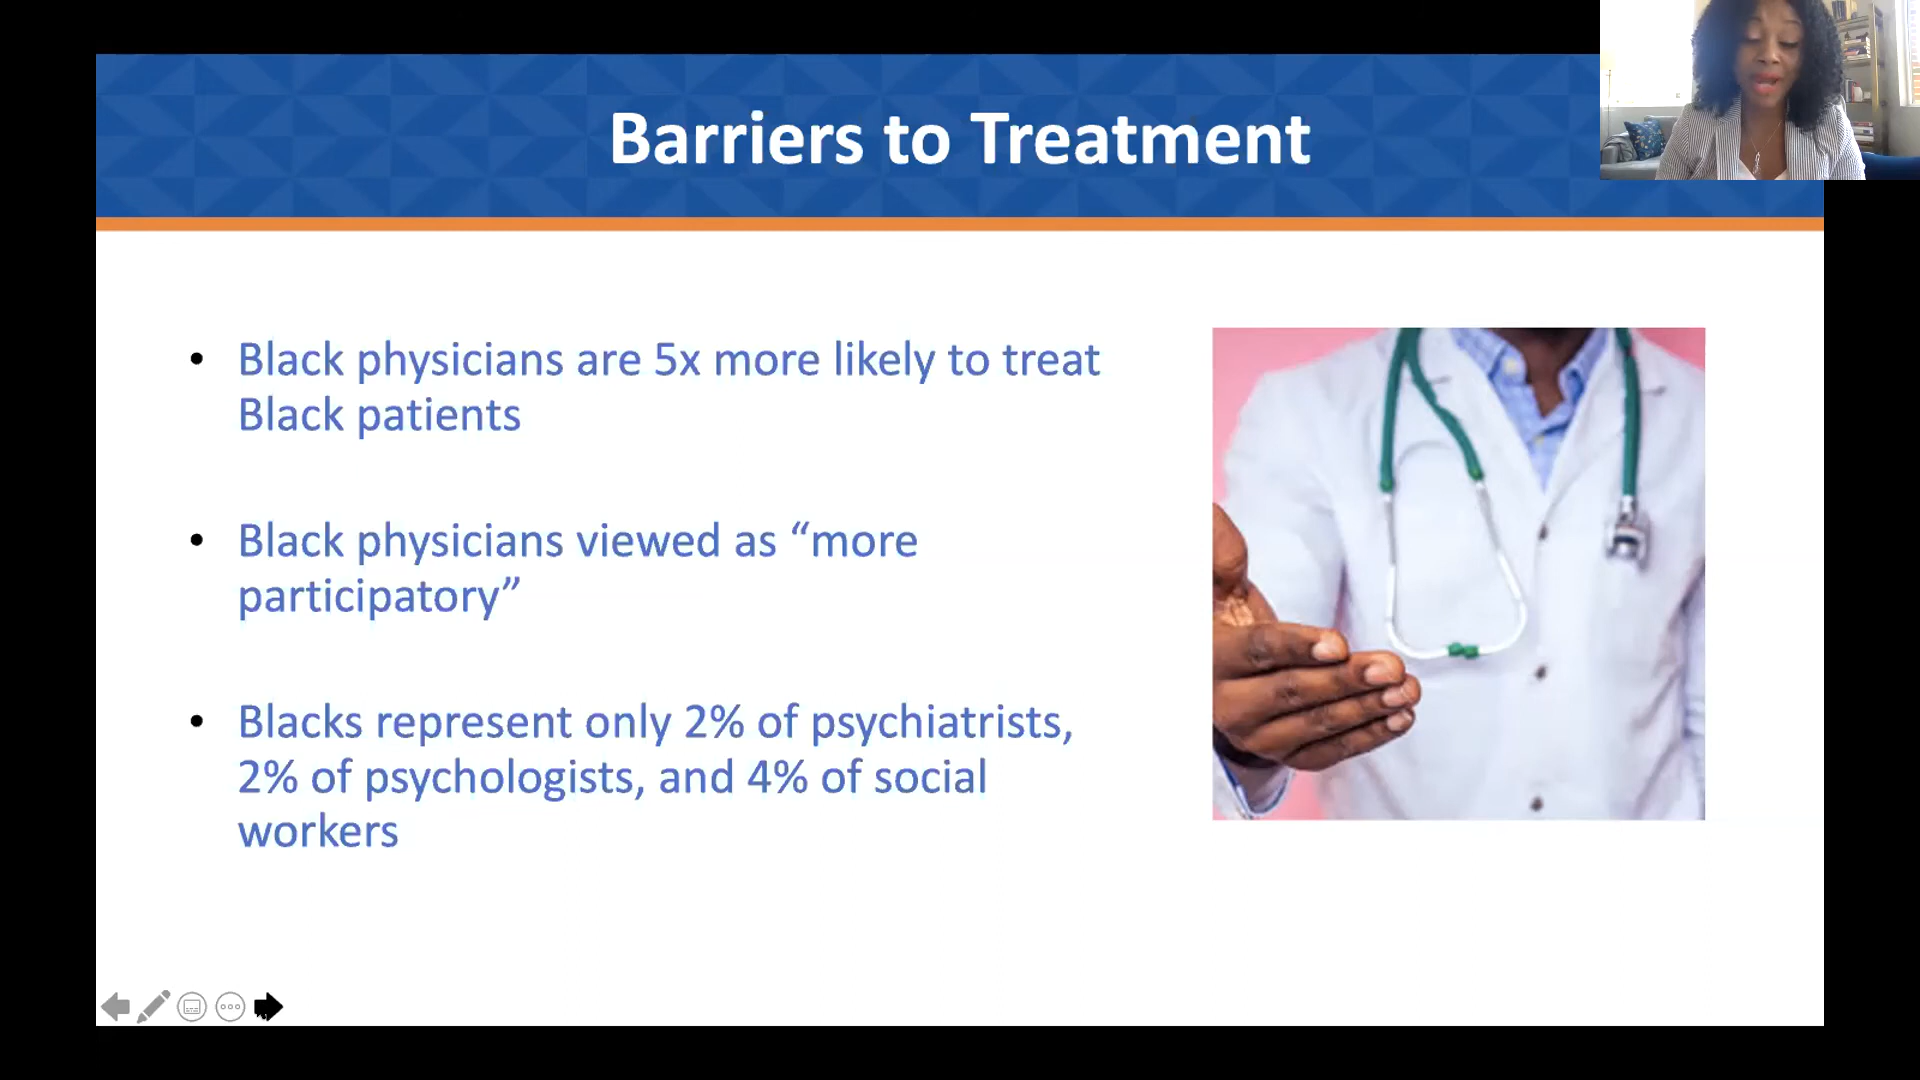 Barriers to Treatment
• Black physicians are 5x more likely to treat
Black patients
• Black physicians viewed as “more
participatory”
• Blacks represent only 2% of psychiatrists,
2% of psychologists, and 4% of social
workers